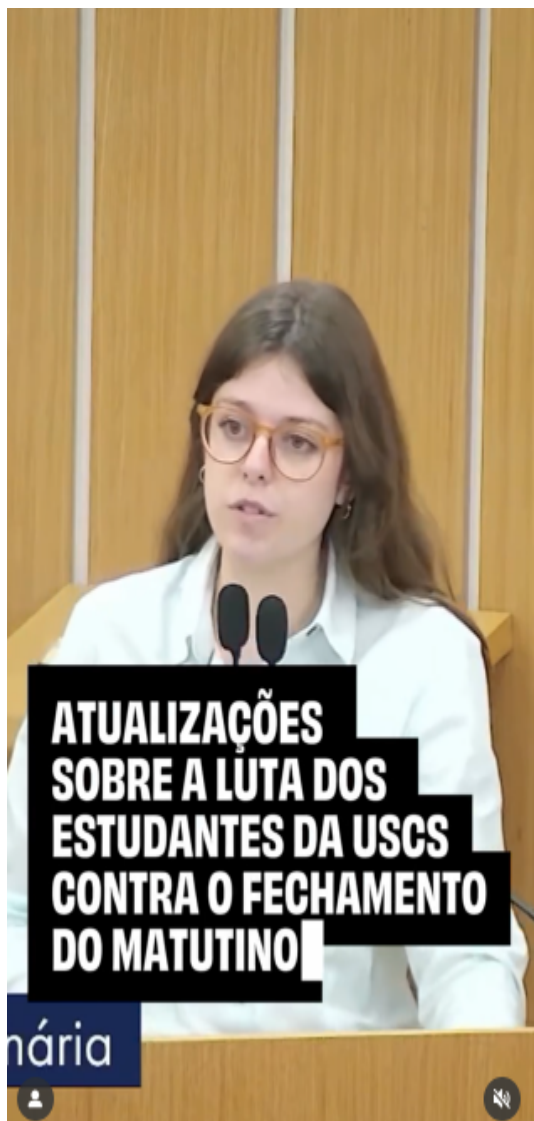 ATUALIZAÇÕES
SOBRE A LUTA DOS
ESTUDANTES DA USCS
CONTRA O FECHAMENTO
DO MATUTINO
mária